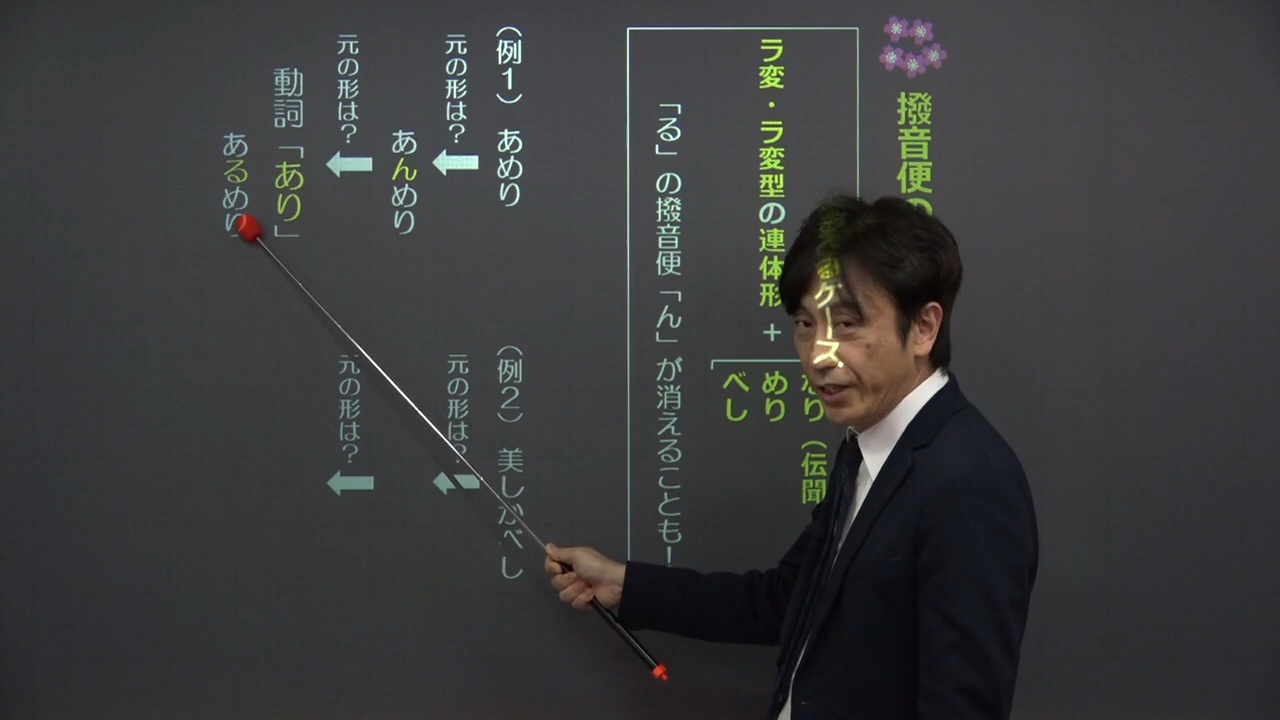 撥音便の
ケース
ラ変・ラ変型の連体形 +
なり（伝聞
めり
べし
「る」の撥音便「ん」が消えることも！
（例１） あめり
元の形は？
あんめり
元の形は？
動詞「あり」
あるめり
（例２） 美しかべし
元の形は？
元の形は？